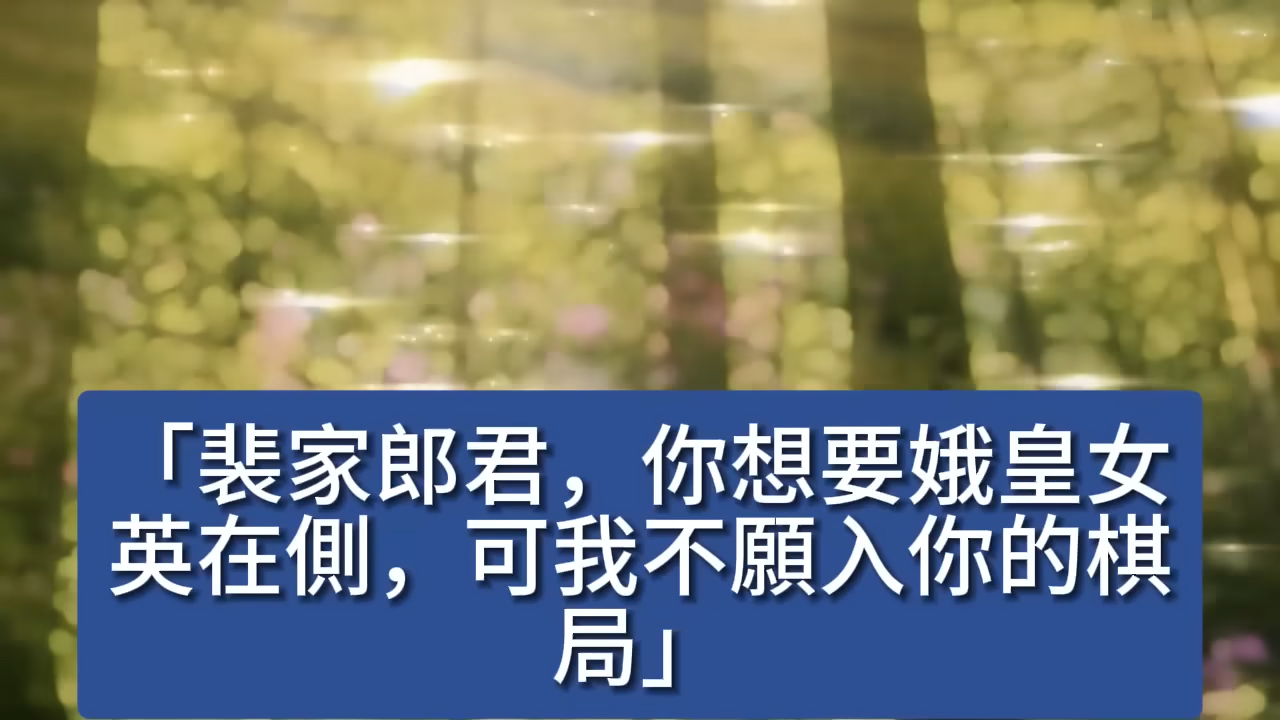 「裴家郎君，你想要娥皇女
英在側，可我不願入你的棋
局」